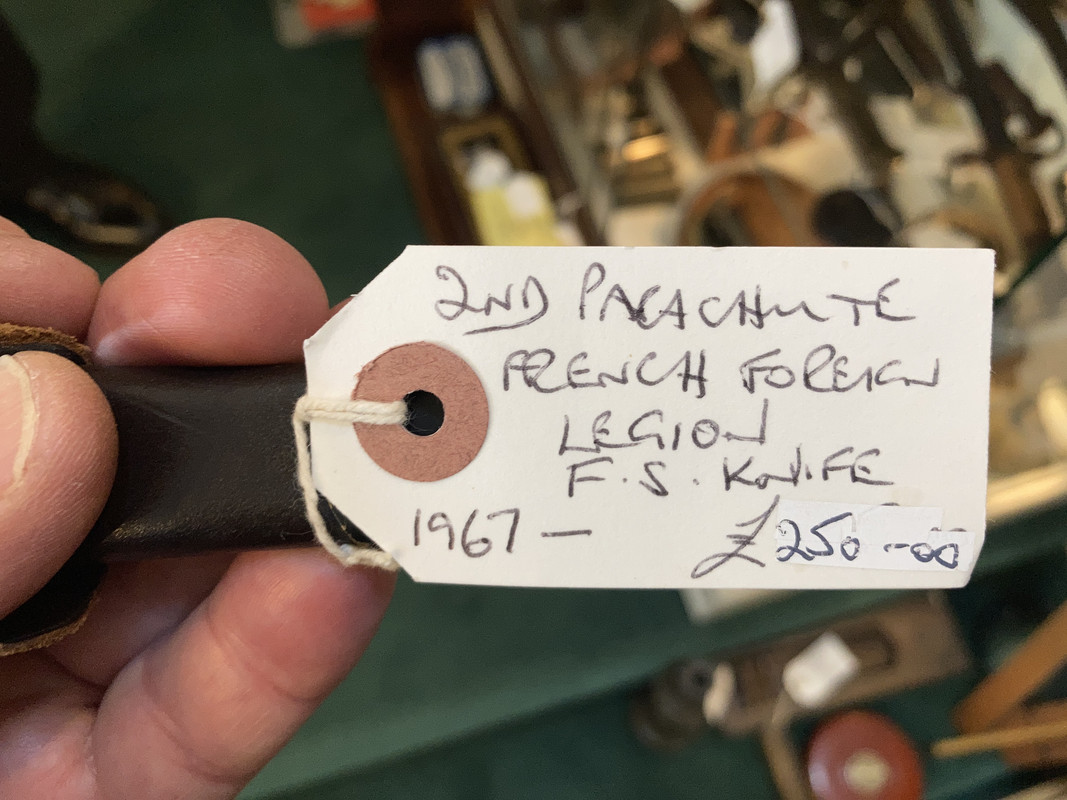 2ND PARACHUTE
FRENCH FOREIGN
LEGION
F.S. KNIFE
1967 — £250-00